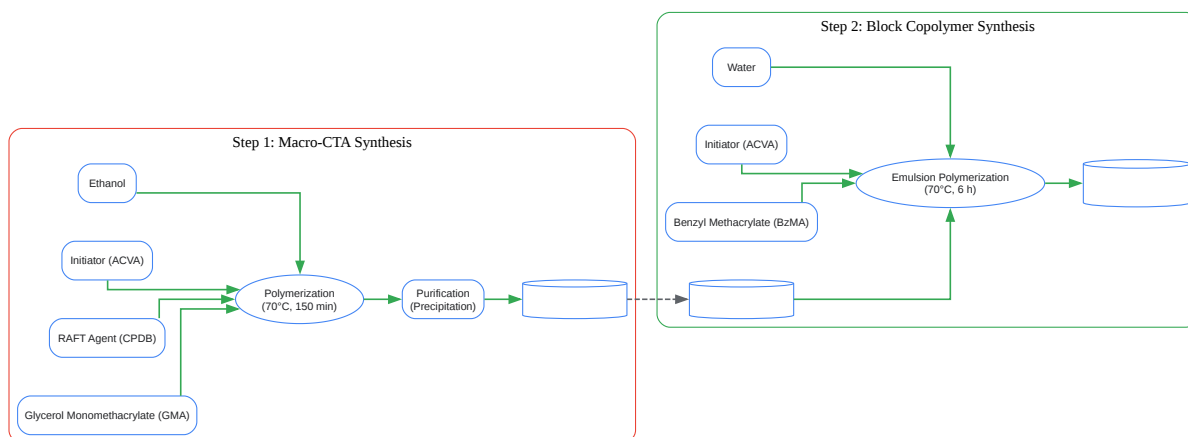 Step 1: Macro-CTA Synthesis
Ethanol
Initiator (ACVA)
RAFT Agent (CPDB)
Glycerol Monomethacrylate (GMA)
Polymerization
(70°C, 150 min)
Purification
(Precipitation)
Step 2: Block Copolymer Synthesis
Water
Initiator (ACVA)
Benzyl Methacrylate (BzMA)
Emulsion Polymerization
(70°C, 6 h)